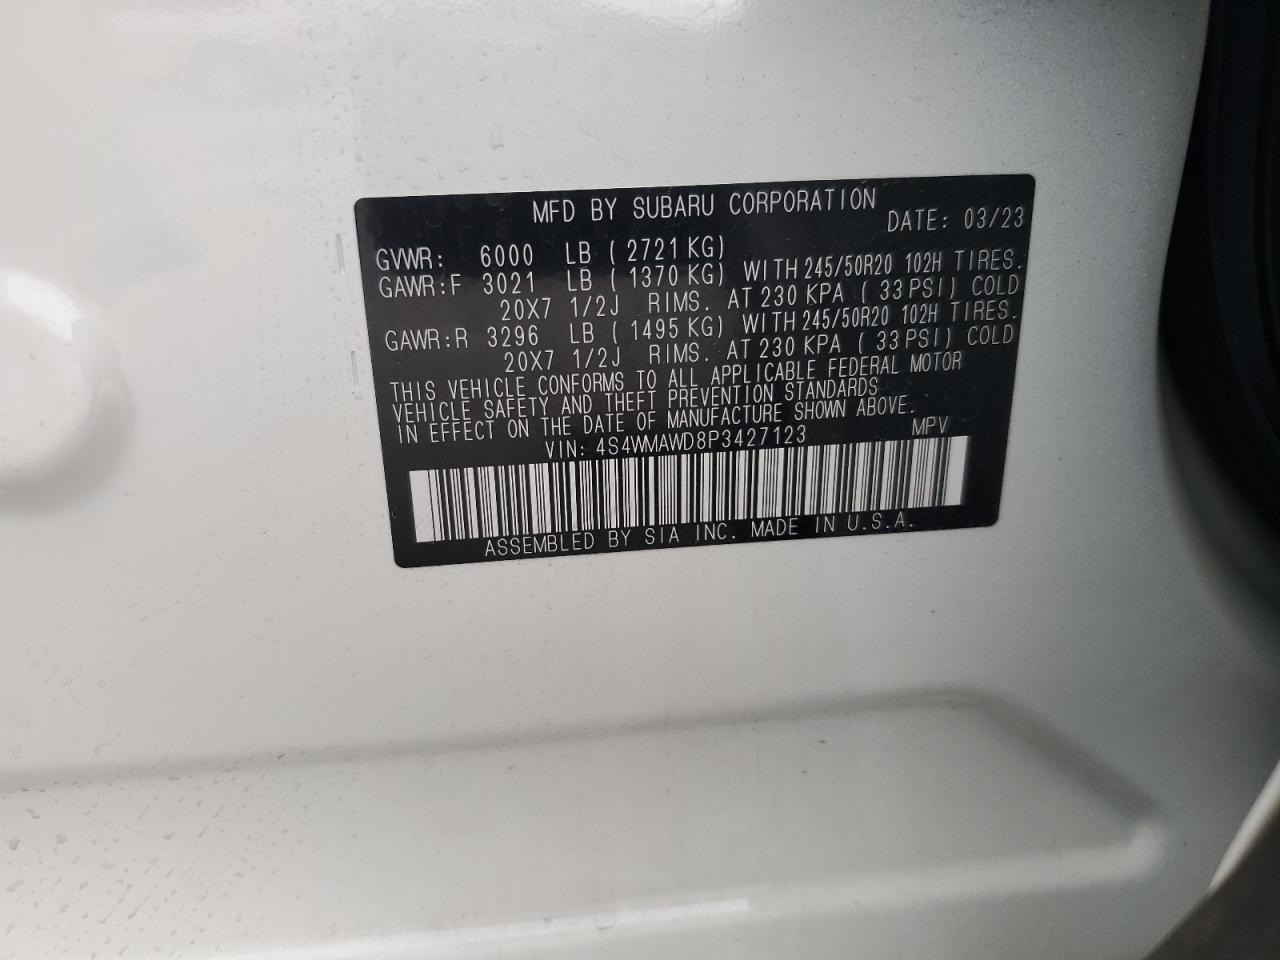 MFD BY SUBARU CORPORATION
DATE: 03/23
GVWR: 6000 LB ( 2721 KG)
GAWR:F 3021 LB ( 1370 KG) WITH 245/50R20 102H TIRES.
20X7 1/2J RIMS. AT 230 KPA ( 33 PSI) COLD
GAWR:R 3296 LB ( 1495 KG) WITH 245/50R20 102H TIRES.
20X7 1/2J RIMS. AT 230 KPA ( 33 PSI) COLD
THIS VEHICLE CONFORMS TO ALL APPLICABLE FEDERAL MOTOR
VEHICLE SAFETY AND THEFT PREVENTION STANDARDS
IN EFFECT ON THE DATE OF MANUFACTURE SHOWN ABOVE.
VIN: 4S4WMAWD8P3427123 MPV
ASSEMBLED BY SIA INC. MADE IN U.S.A.